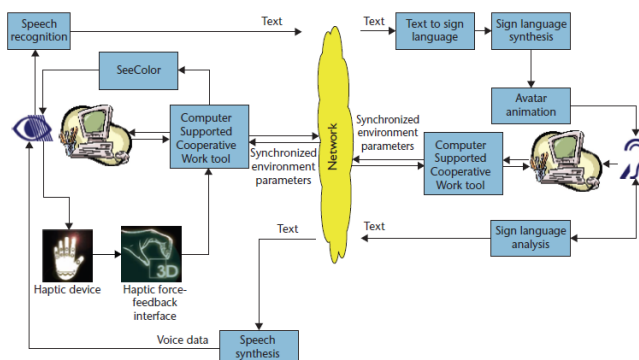 Speech
recognition
Text
Text
Text to sign
language
Sign language
synthesis
SeeColor
Avatar
animation
Computer
Supported
Cooperative
Work tool
Synchronized
environment
parameters
Network
Synchronized
environment
parameters
Computer
Supported
Cooperative
Work tool
Text
Text
Sign language
analysis
3D
Haptic device
Haptic force-
feedback
interface
Voice data
Speech
synthesis